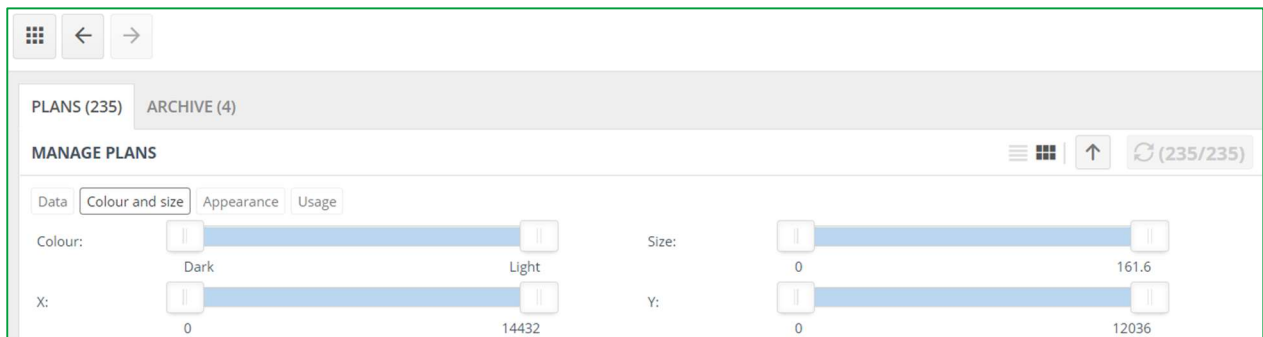 PLANS (235) ARCHIVE (4)
MANAGE PLANS (235/235)
Data Colour and size Appearance Usage
Colour: Size:
Dark Light 0 161.6
X: Y:
0 14432 0 12036